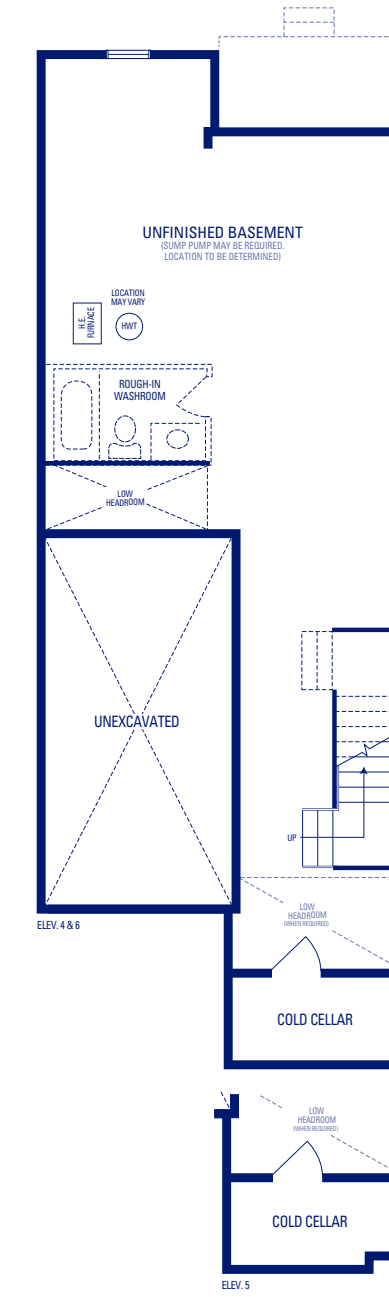 UNFINISHED BASEMENT
(SUMP PUMP MAY BE REQUIRED.
LOCATION TO BE DETERMINED)
LOCATION
MAY VARY
H.E.
FURNACE
HWT
ROUGH-IN
WASHROOM
LOW
HEADROOM
UNEXCAVATED
UP
ELEV. 4 & 6
LOW
HEADROOM
(WHEN REQUIRED)
COLD CELLAR
LOW
HEADROOM
(WHEN REQUIRED)
COLD CELLAR
ELEV. 5